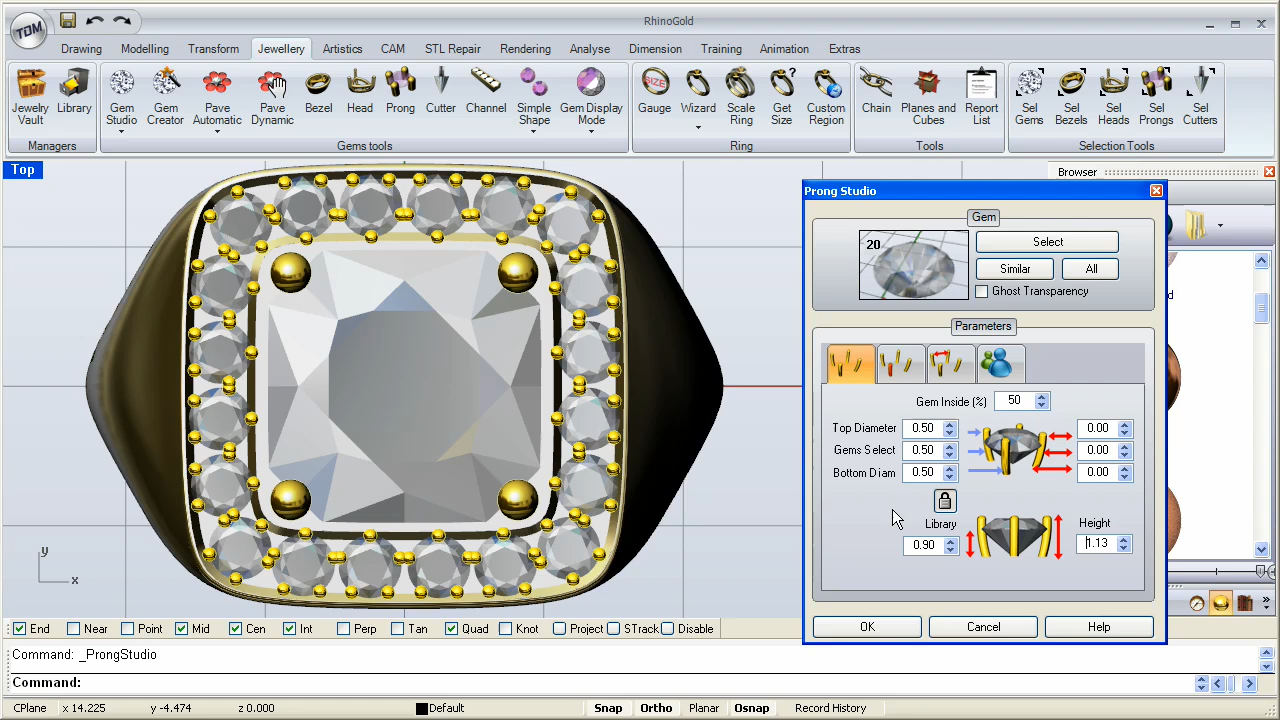 TDM
RhinoGold
Drawing Modelling Transform Jewellery Artistics CAM STL Repair Rendering Analyse Dimension Training Animation Extras
Jewelry Vault
Library
Gem Studio
Gem Creator
Pave Automatic
Pave Dynamic
Bezel
Head
Prong
Cutter
Channel
Simple Shape
Gem Display Mode
SIZE
Gauge
Wizard
Scale Ring
Get Size
Custom Region
Chain
Planes and Cubes
Report List
Sel Gems
Sel Bezels
Sel Heads
Sel Prongs
Sel Cutters
Managers
Gems tools
Ring
Tools
Selection Tools
Top
Browser
Prong Studio
Gem
20
Select
Similar
All
Ghost Transparency
Parameters
Gem Inside (%) 50
Top Diameter 0.50 0.00
Gems Select 0.50 0.00
Bottom Diam 0.50 0.00
Library
0.90
Height
1.13
OK Cancel Help
d
y
x
End Near Point Mid Cen Int Perp Tan Quad Knot Project STrack Disable
Command: _ProngStudio
Command:
CPlane x 14.225 y -4.474 z 0.000 Default Snap Ortho Planar Osnap Record History